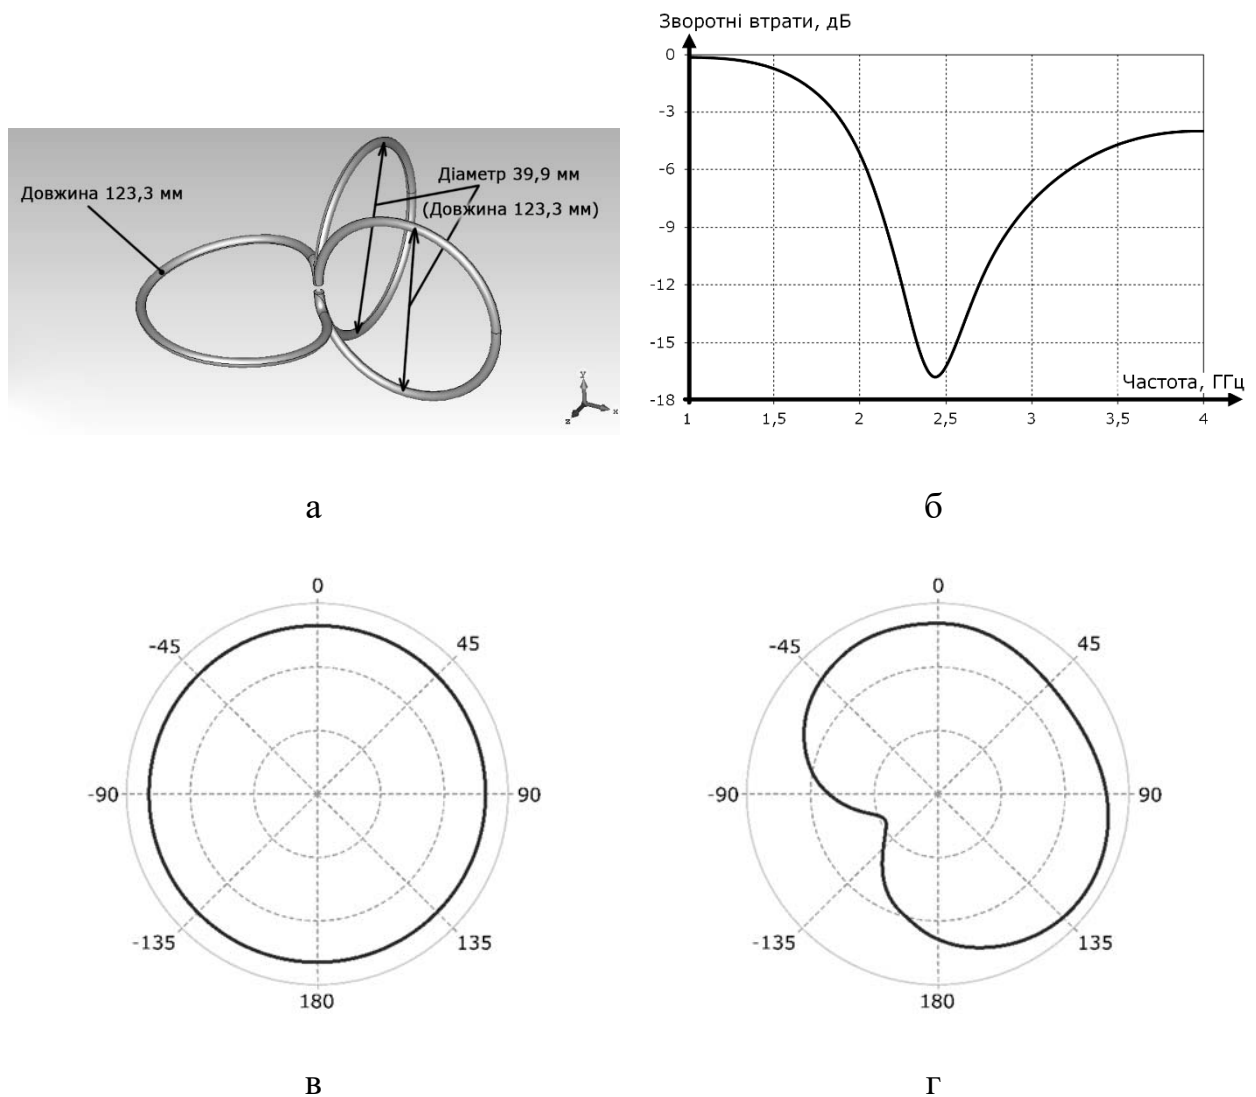 Довжина 123,3 мм
Діаметр 39,9 мм
(Довжина 123,3 мм)
y
x
z
Зворотні втрати, дБ
0
-3
-6
-9
-12
-15
-18
Частота, ГГц
1 1,5 2 2,5 3 3,5 4
а
б
0
-45 45
-90 90
-135 135
180
0
-45 45
-90 90
-135 135
180
в
г